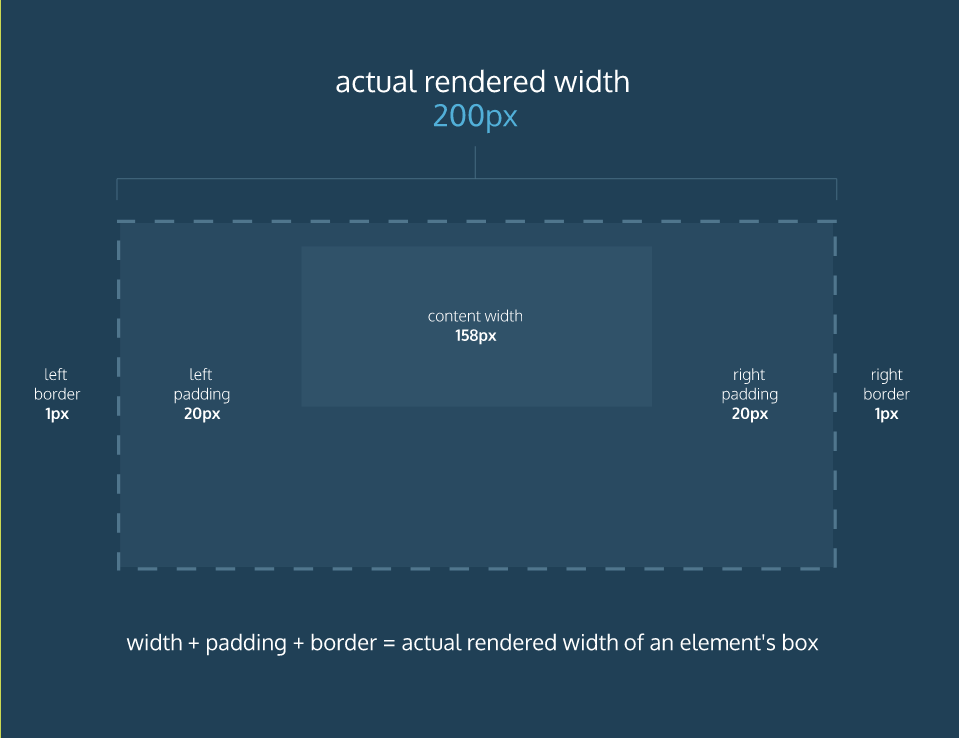 actual rendered width
200px
content width
158px
left
border
1px
left
padding
20px
right
padding
20px
right
border
1px
width + padding + border = actual rendered width of an element's box